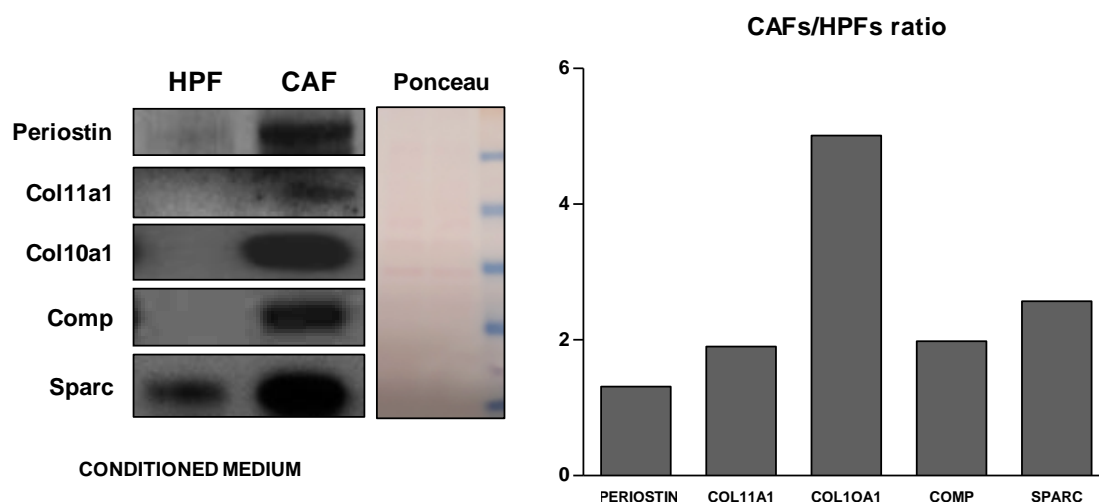 HPF CAF Ponceau
Periostin
Col11a1
Col10a1
Comp
Sparc
CONDITIONED MEDIUM
CAFs/HPFs ratio
6
4
2
0
PERIOSTIN COL11A1 COL1OA1 COMP SPARC